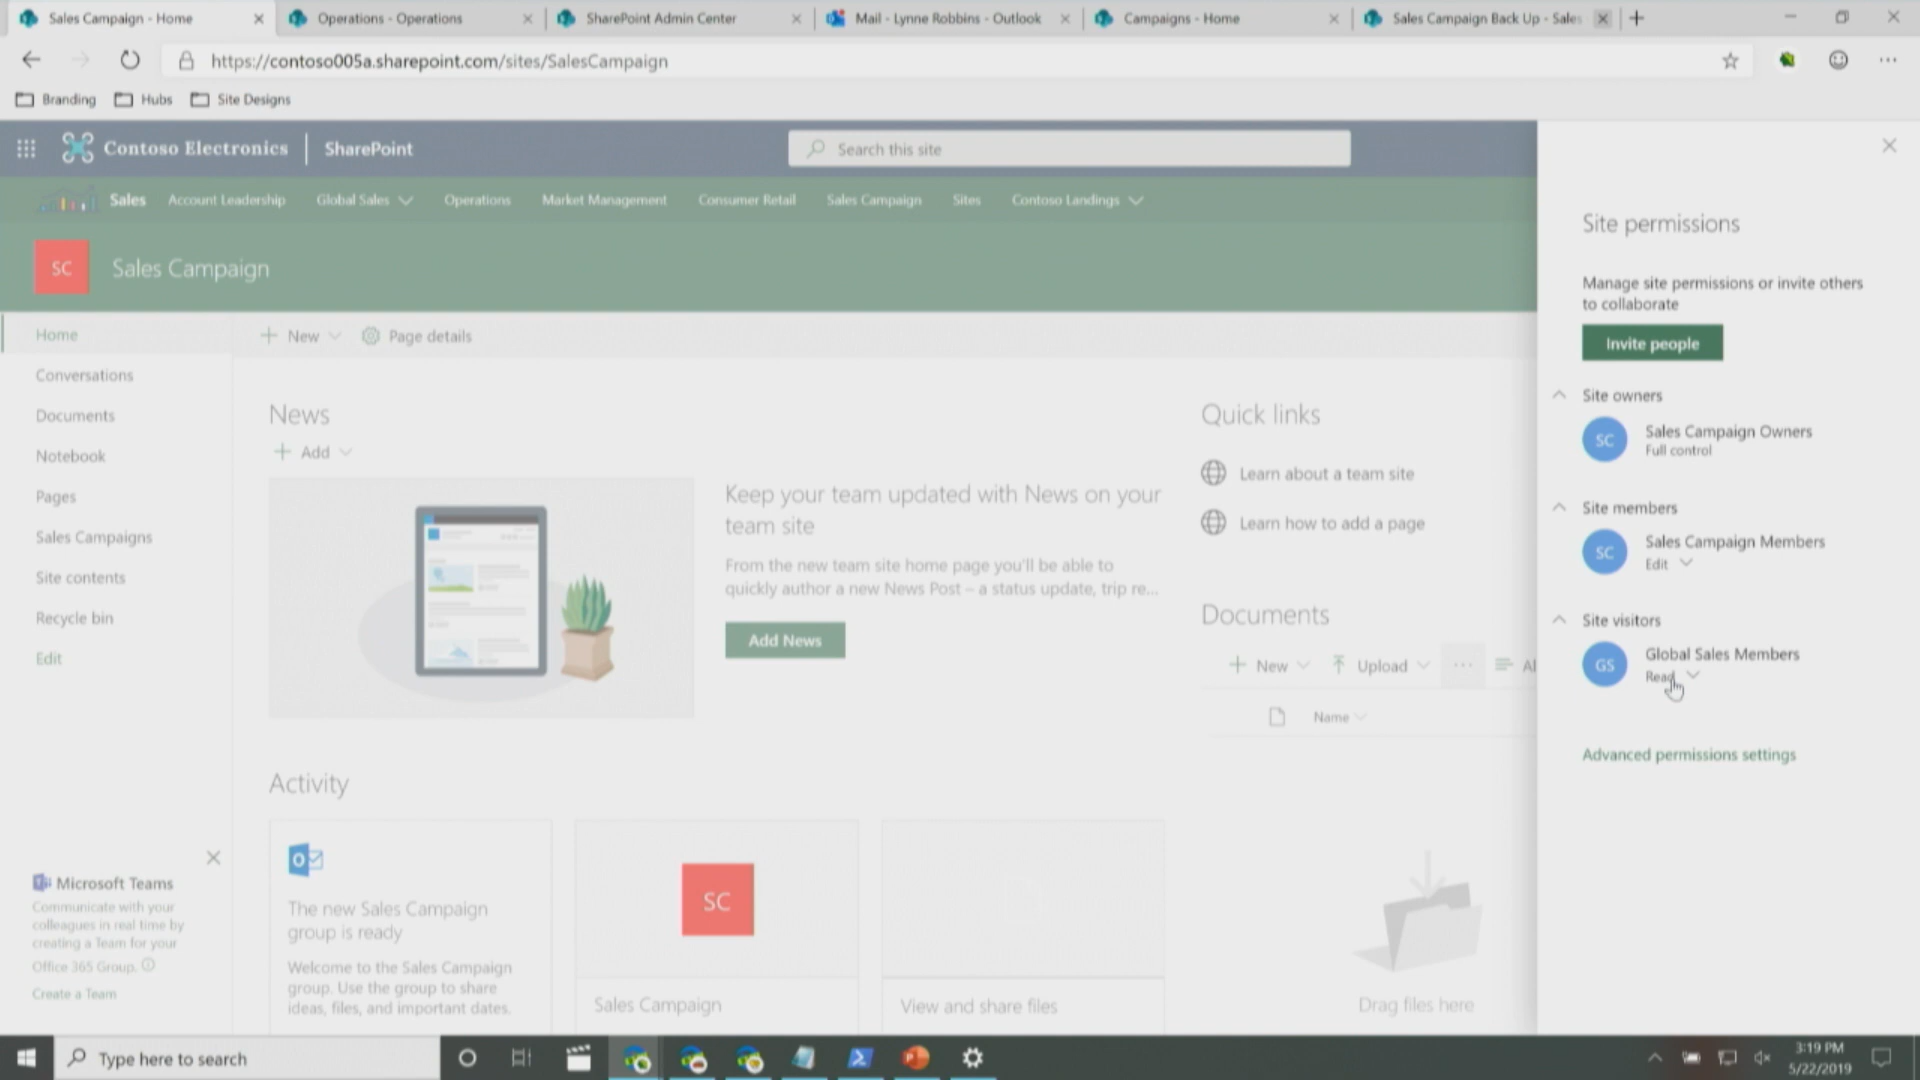 Sales Campaign - Home
Operations - Operations
SharePoint Admin Center
Mail - Lynne Robbins - Outlook
Campaigns - Home
Sales Campaign Back Up - Sales
https://contoso005a.sharepoint.com/sites/SalesCampaign
Branding
Hubs
Site Designs
Contoso Electronics
SharePoint
Search this site
Sales
Account Leadership
Global Sales
Operations
Market Management
Consumer Retail
Sales Campaign
Sites
Contoso Landings
SC
Sales Campaign
Home
Conversations
Documents
Notebook
Pages
Sales Campaigns
Site contents
Recycle bin
Edit
Microsoft Teams
Communicate with your
colleagues in real time by
creating a Team for your
Office 365 Group.
Create a Team
+ New
Page details
News
+ Add
Keep your team updated with News on your
team site
From the new team site home page you'll be able to
quickly author a new News Post – a status update, trip re...
Add News
Activity
The new Sales Campaign
group is ready
Welcome to the Sales Campaign
group. Use the group to share
ideas, files, and important dates.
SC
Sales Campaign
View and share files
Quick links
Learn about a team site
Learn how to add a page
Documents
+ New
Upload
...
Al
Name
Drag files here
Site permissions
Manage site permissions or invite others
to collaborate
Invite people
Site owners
SC
Sales Campaign Owners
Full control
Site members
SC
Sales Campaign Members
Edit
Site visitors
GS
Global Sales Members
Read
Advanced permissions settings
Type here to search
3:19 PM
5/22/2019